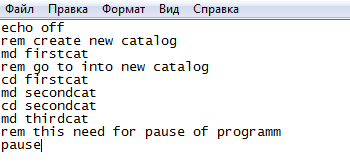 Файл Правка Формат Вид Справка
echo off
rem create new catalog
md firstcat
rem go to into new catalog
cd firstcat
md secondcat
cd secondcat
md thirdcat
rem this need for pause of programm
pause